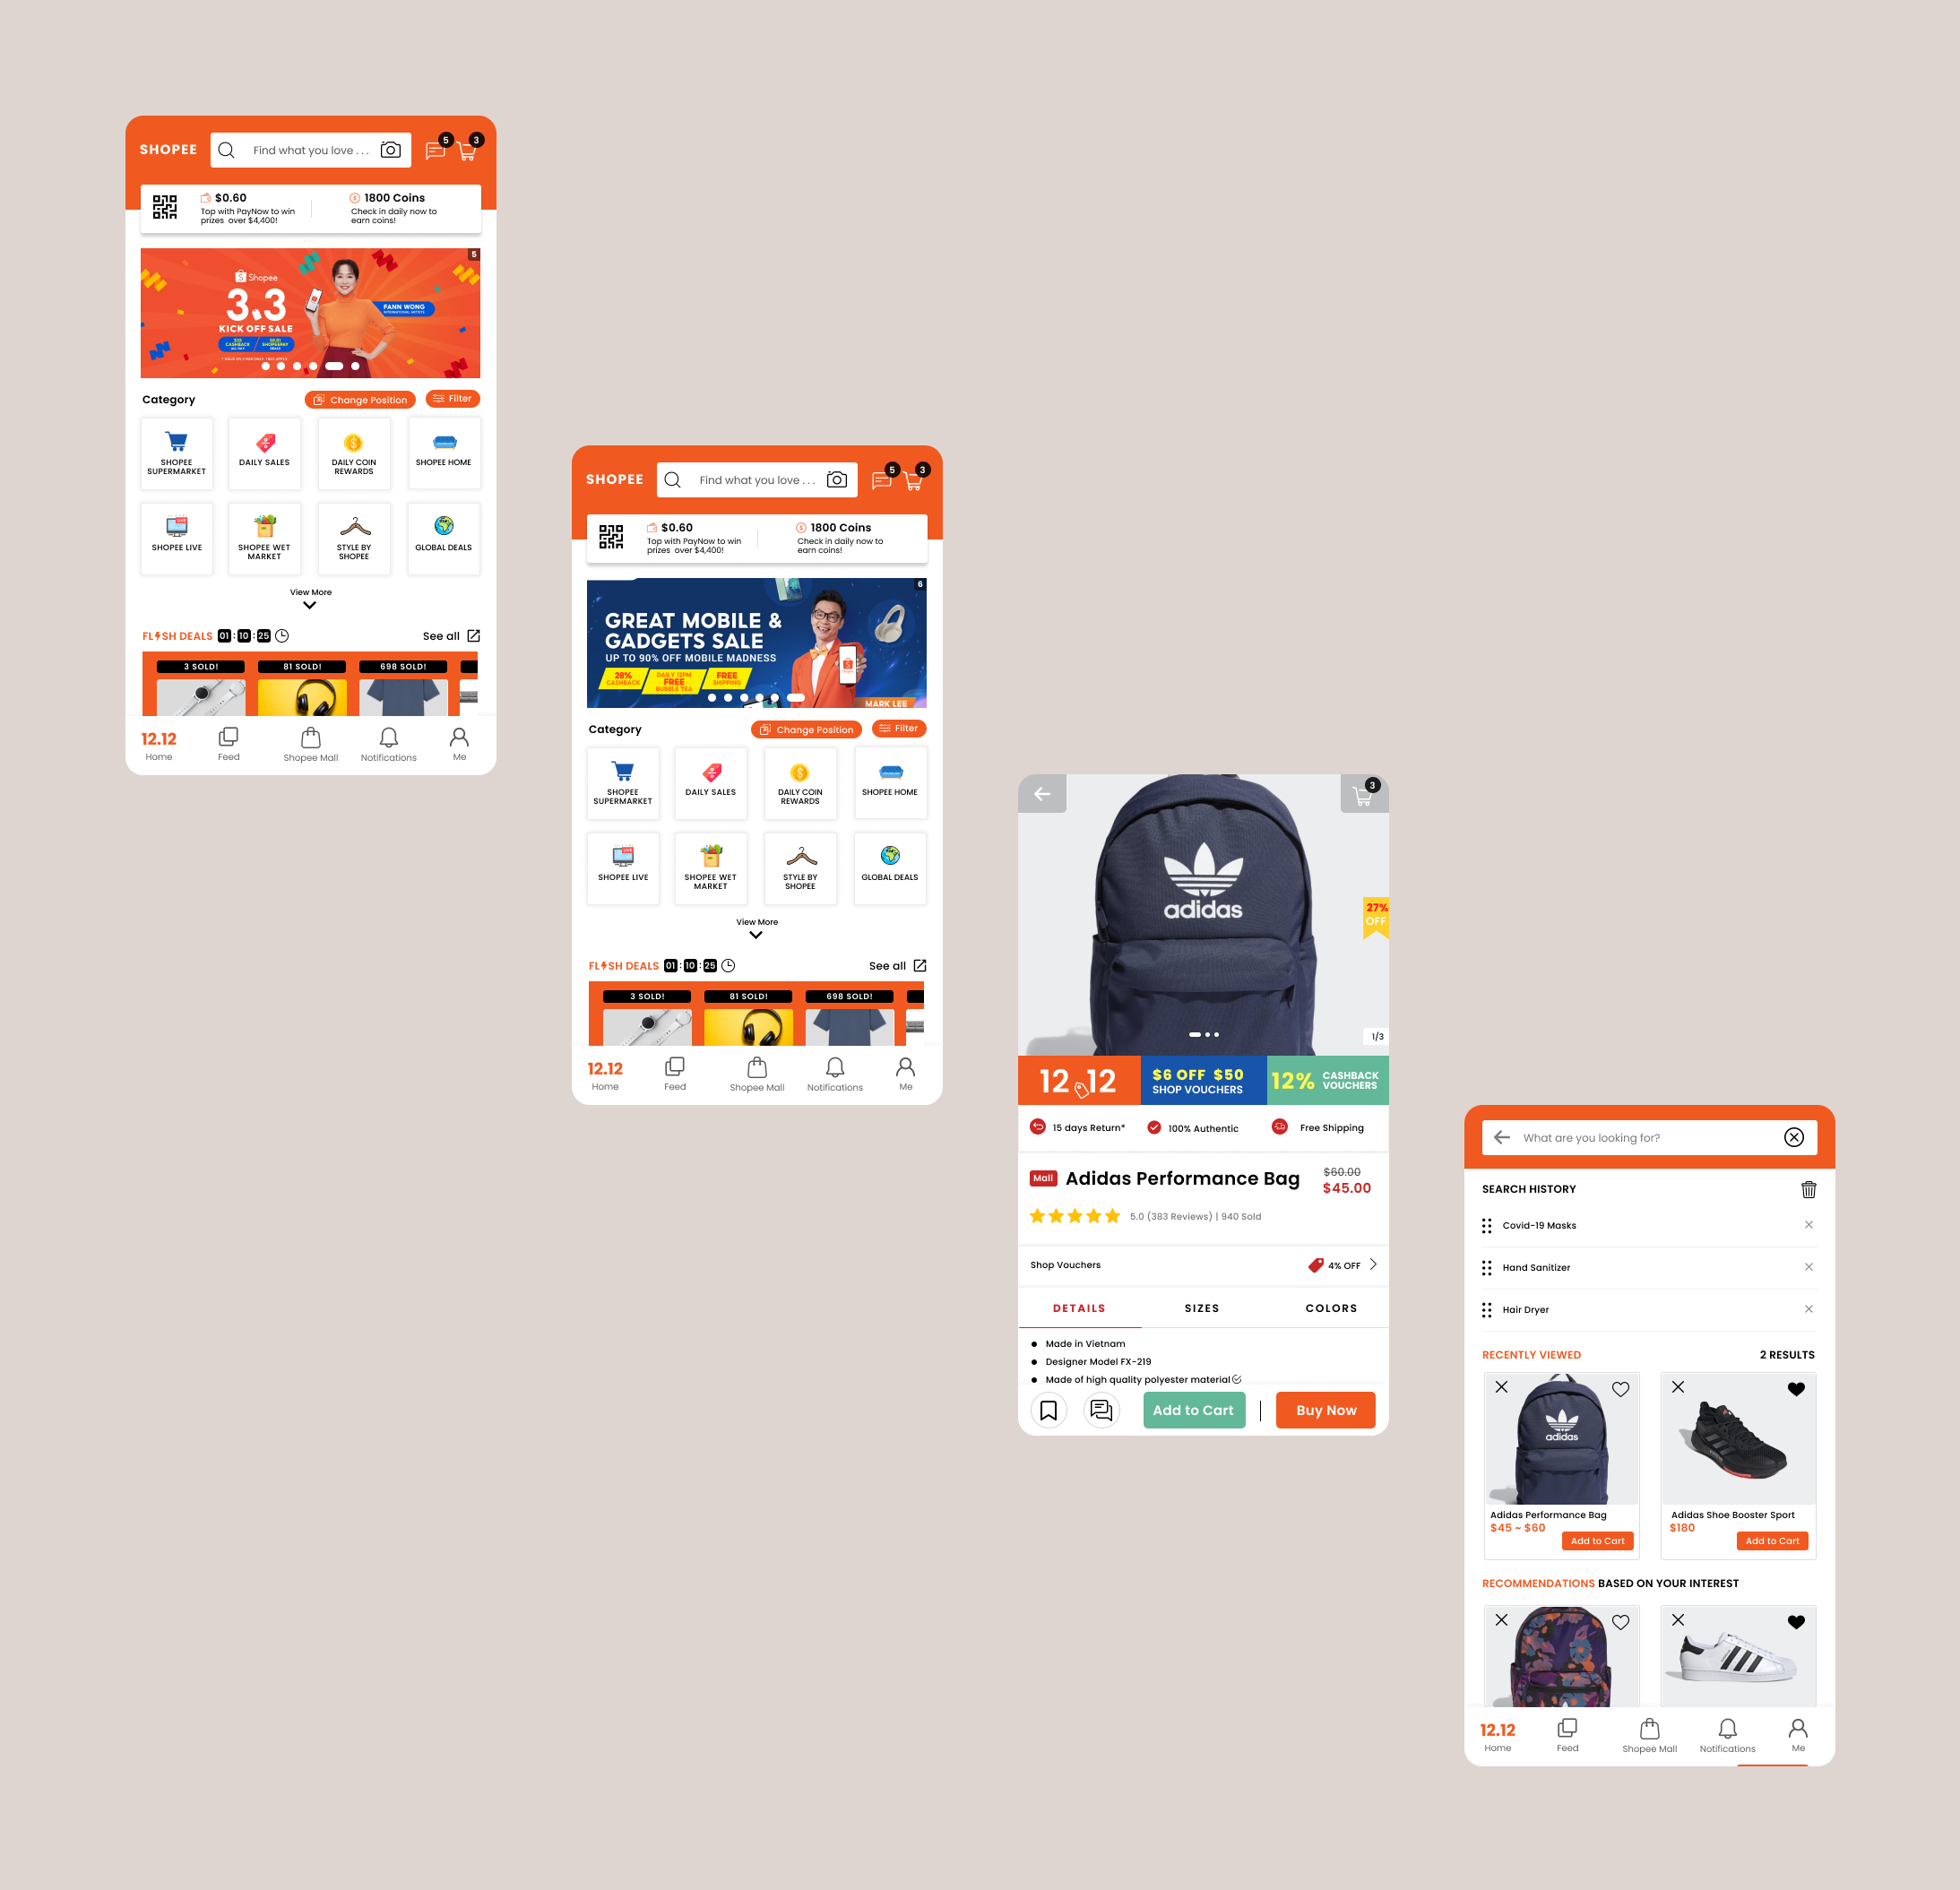 SHOPEE
Find what you love . . .
5
3
$0.60
Top with PayNow to win
prizes over $4,400!
1800 Coins
Check in daily now to
earn coins!
5
Shopee
3.3
KICK OFF SALE
CASHBACK
FANN WONG
Category
Change Position
Filter
SHOPEE
SUPERMARKET
DAILY SALES
DAILY COIN
REWARDS
SHOPEE HOME
SHOPEE LIVE
SHOPEE WET
MARKET
STYLE BY
SHOPEE
GLOBAL DEALS
View More
FLASH DEALS 01 : 10 : 25
See all
3 SOLD!
81 SOLD!
698 SOLD!
12.12
Home
Feed
Shopee Mall
Notifications
Me
SHOPEE
Find what you love . . .
5
3
$0.60
Top with PayNow to win
prizes over $4,400!
1800 Coins
Check in daily now to
earn coins!
6
GREAT MOBILE &
GADGETS SALE
UP TO 90% OFF MOBILE MADNESS
28%
CASHBACK
DAILY 12PM
FREE
BUBBLE TEA
FREE
SHIPPING
MARK LEE
Category
Change Position
Filter
SHOPEE
SUPERMARKET
DAILY SALES
DAILY COIN
REWARDS
SHOPEE HOME
SHOPEE LIVE
SHOPEE WET
MARKET
STYLE BY
SHOPEE
GLOBAL DEALS
View More
FLASH DEALS 01 : 10 : 25
See all
3 SOLD!
81 SOLD!
698 SOLD!
12.12
Home
Feed
Shopee Mall
Notifications
Me
3
adidas
27%
OFF
1/3
12 12
$6 OFF $50
SHOP VOUCHERS
12%
CASHBACK
VOUCHERS
15 days Return*
100% Authentic
Free Shipping
Mall
Adidas Performance Bag
$60.00
$45.00
5.0 (383 Reviews) | 940 Sold
Shop Vouchers
4% OFF
DETAILS
SIZES
COLORS
Made in Vietnam
Designer Model FX-219
Made of high quality polyester material
Add to Cart
Buy Now
What are you looking for?
SEARCH HISTORY
Covid-19 Masks
Hand Sanitizer
Hair Dryer
RECENTLY VIEWED
2 RESULTS
adidas
Adidas Performance Bag
$45 ~ $60
Add to Cart
Adidas Shoe Booster Sport
$180
Add to Cart
RECOMMENDATIONS BASED ON YOUR INTEREST
12.12
Home
Feed
Shopee Mall
Notifications
Me